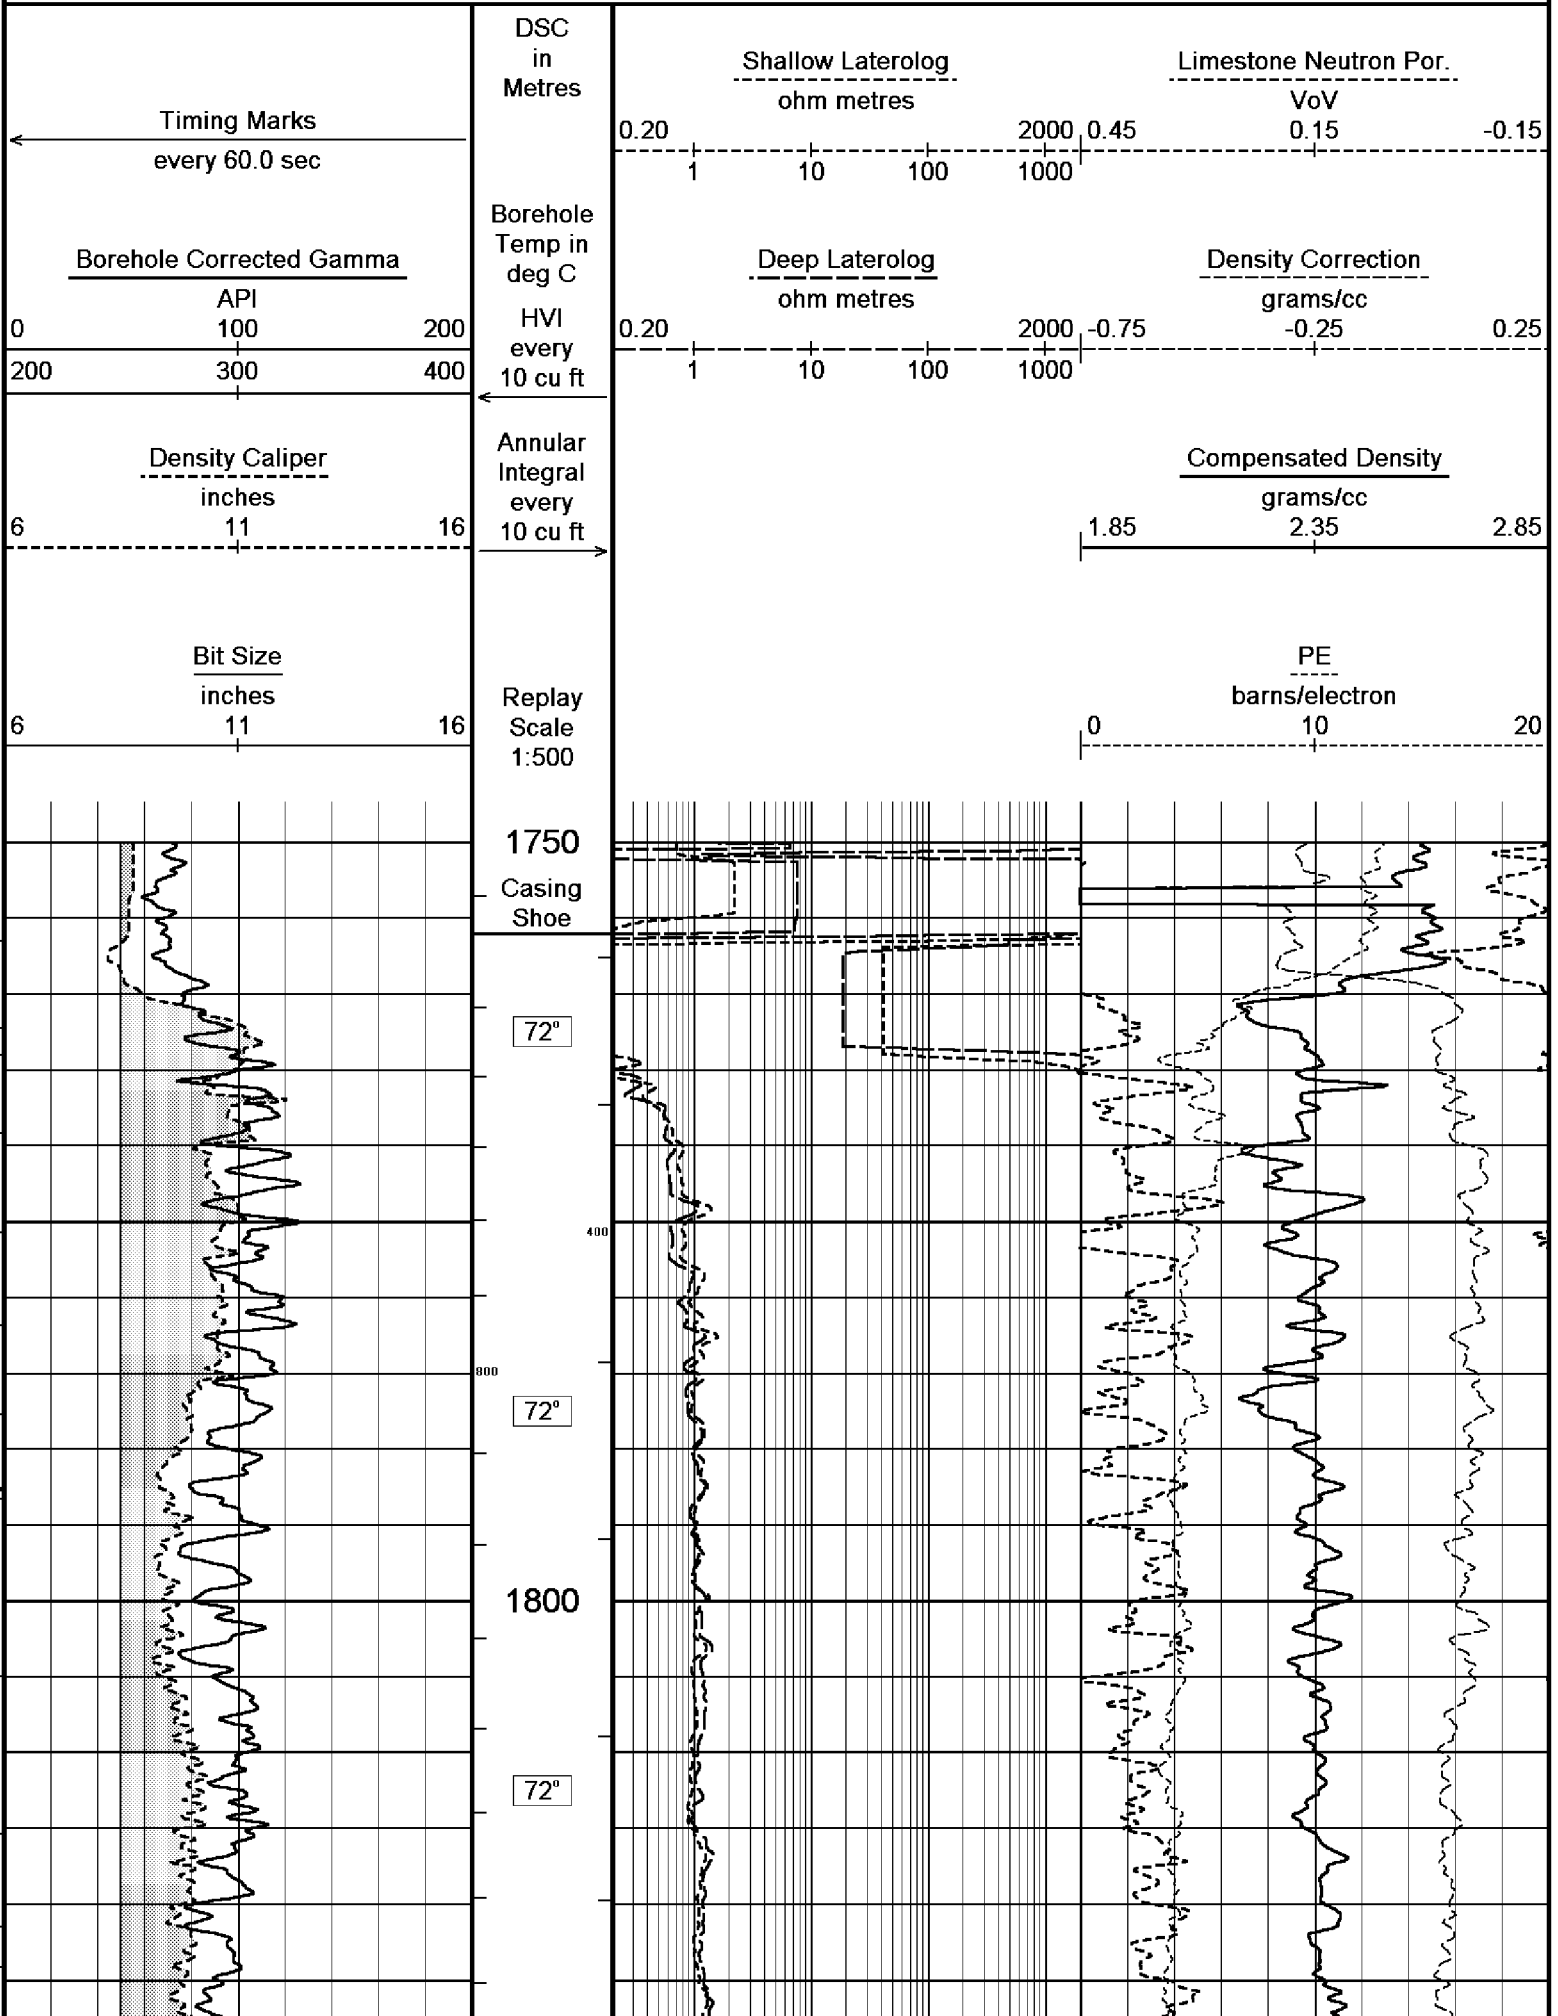 Timing Marks
every 60.0 sec
Borehole Corrected Gamma
API
0 100 200
200 300 400
Density Caliper
inches
6 11 16
Bit Size
inches
6 11 16
DSC
in
Metres
Borehole
Temp in
deg C
HVI
every
10 cu ft
Annular
Integral
every
10 cu ft
Replay
Scale
1:500
Shallow Laterolog
ohm metres
0.20 2000
1 10 100 1000
Deep Laterolog
ohm metres
0.20 2000
1 10 100 1000
Limestone Neutron Por.
VoV
0.45 0.15 -0.15
Density Correction
grams/cc
-0.75 -0.25 0.25
Compensated Density
grams/cc
1.85 2.35 2.85
PE
barns/electron
0 10 20
1750
Casing
Shoe
72°
400
800
72°
1800
72°